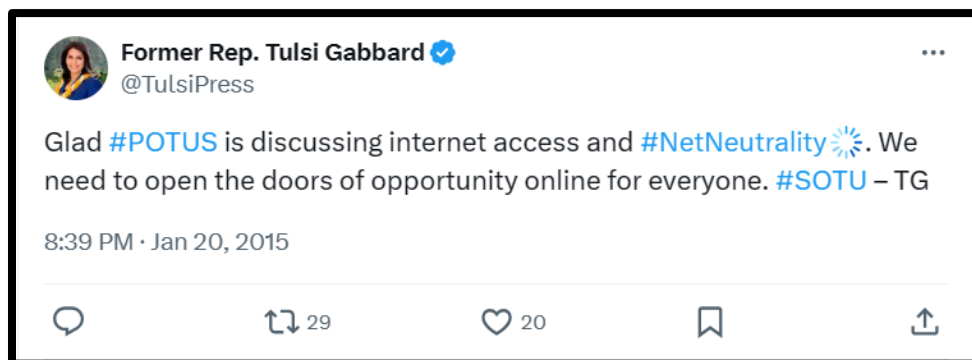 Former Rep. Tulsi Gabbard
@TulsiPress
Glad #POTUS is discussing internet access and #NetNeutrality. We
need to open the doors of opportunity online for everyone. #SOTU – TG
8:39 PM · Jan 20, 2015
29 20